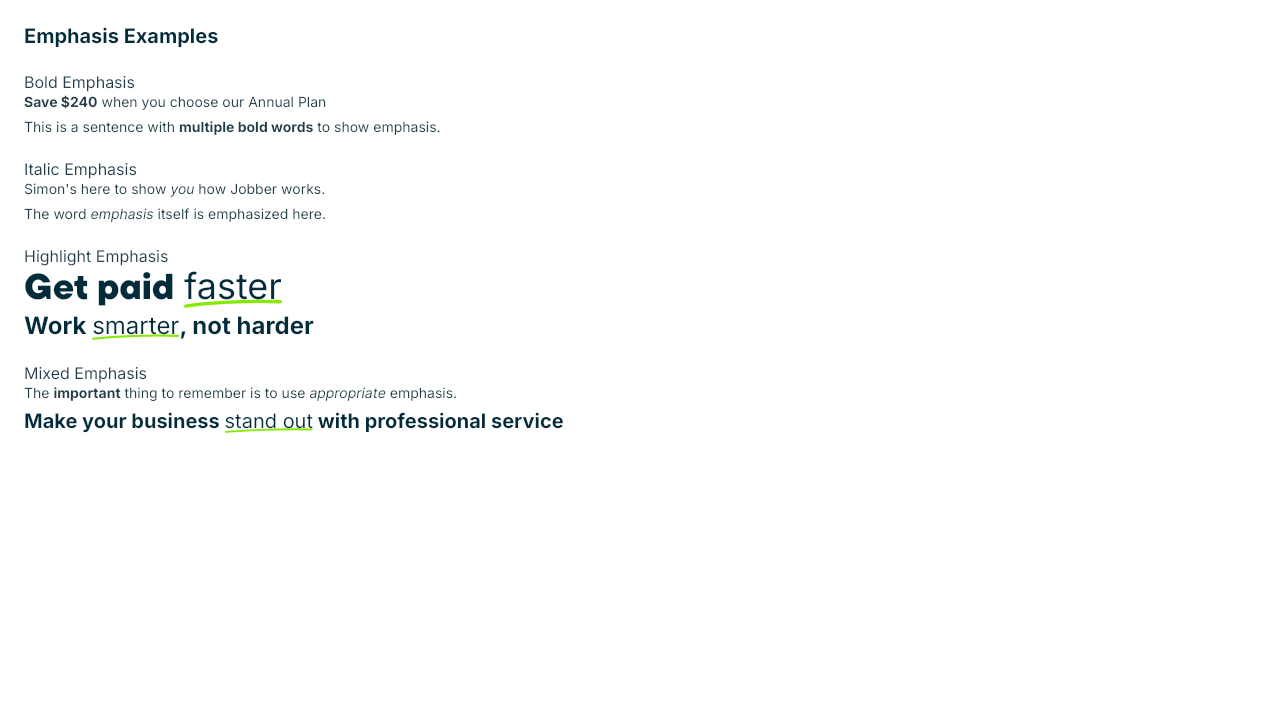 Emphasis Examples
Bold Emphasis
Save $240 when you choose our Annual Plan
This is a sentence with multiple bold words to show emphasis.
Italic Emphasis
Simon's here to show you how Jobber works.
The word emphasis itself is emphasized here.
Highlight Emphasis
Get paid faster
Work smarter, not harder
Mixed Emphasis
The important thing to remember is to use appropriate emphasis.
Make your business stand out with professional service